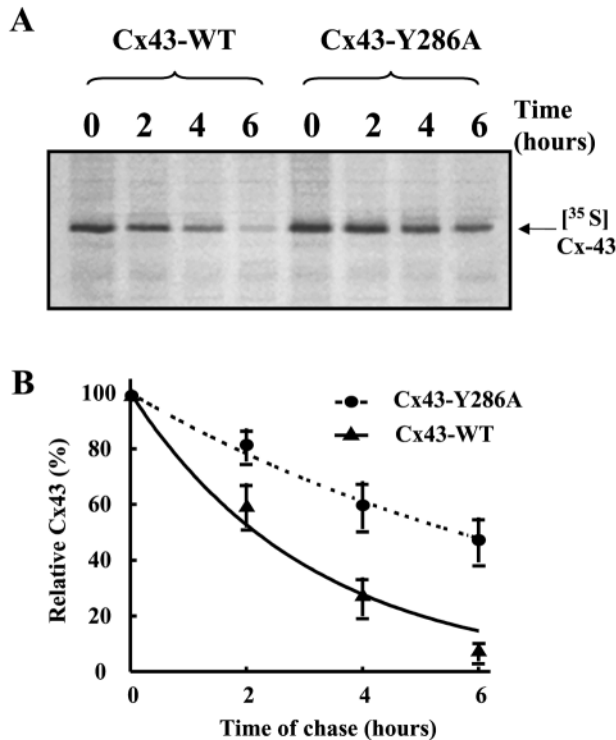 A
Cx43-WT Cx43-Y286A
0 2 4 6 0 2 4 6 Time
(hours)
[³⁵ S]
Cx-43
B
Cx43-Y286A
Cx43-WT
Relative Cx43 (%)
100
80
60
40
20
0
0 2 4 6
Time of chase (hours)